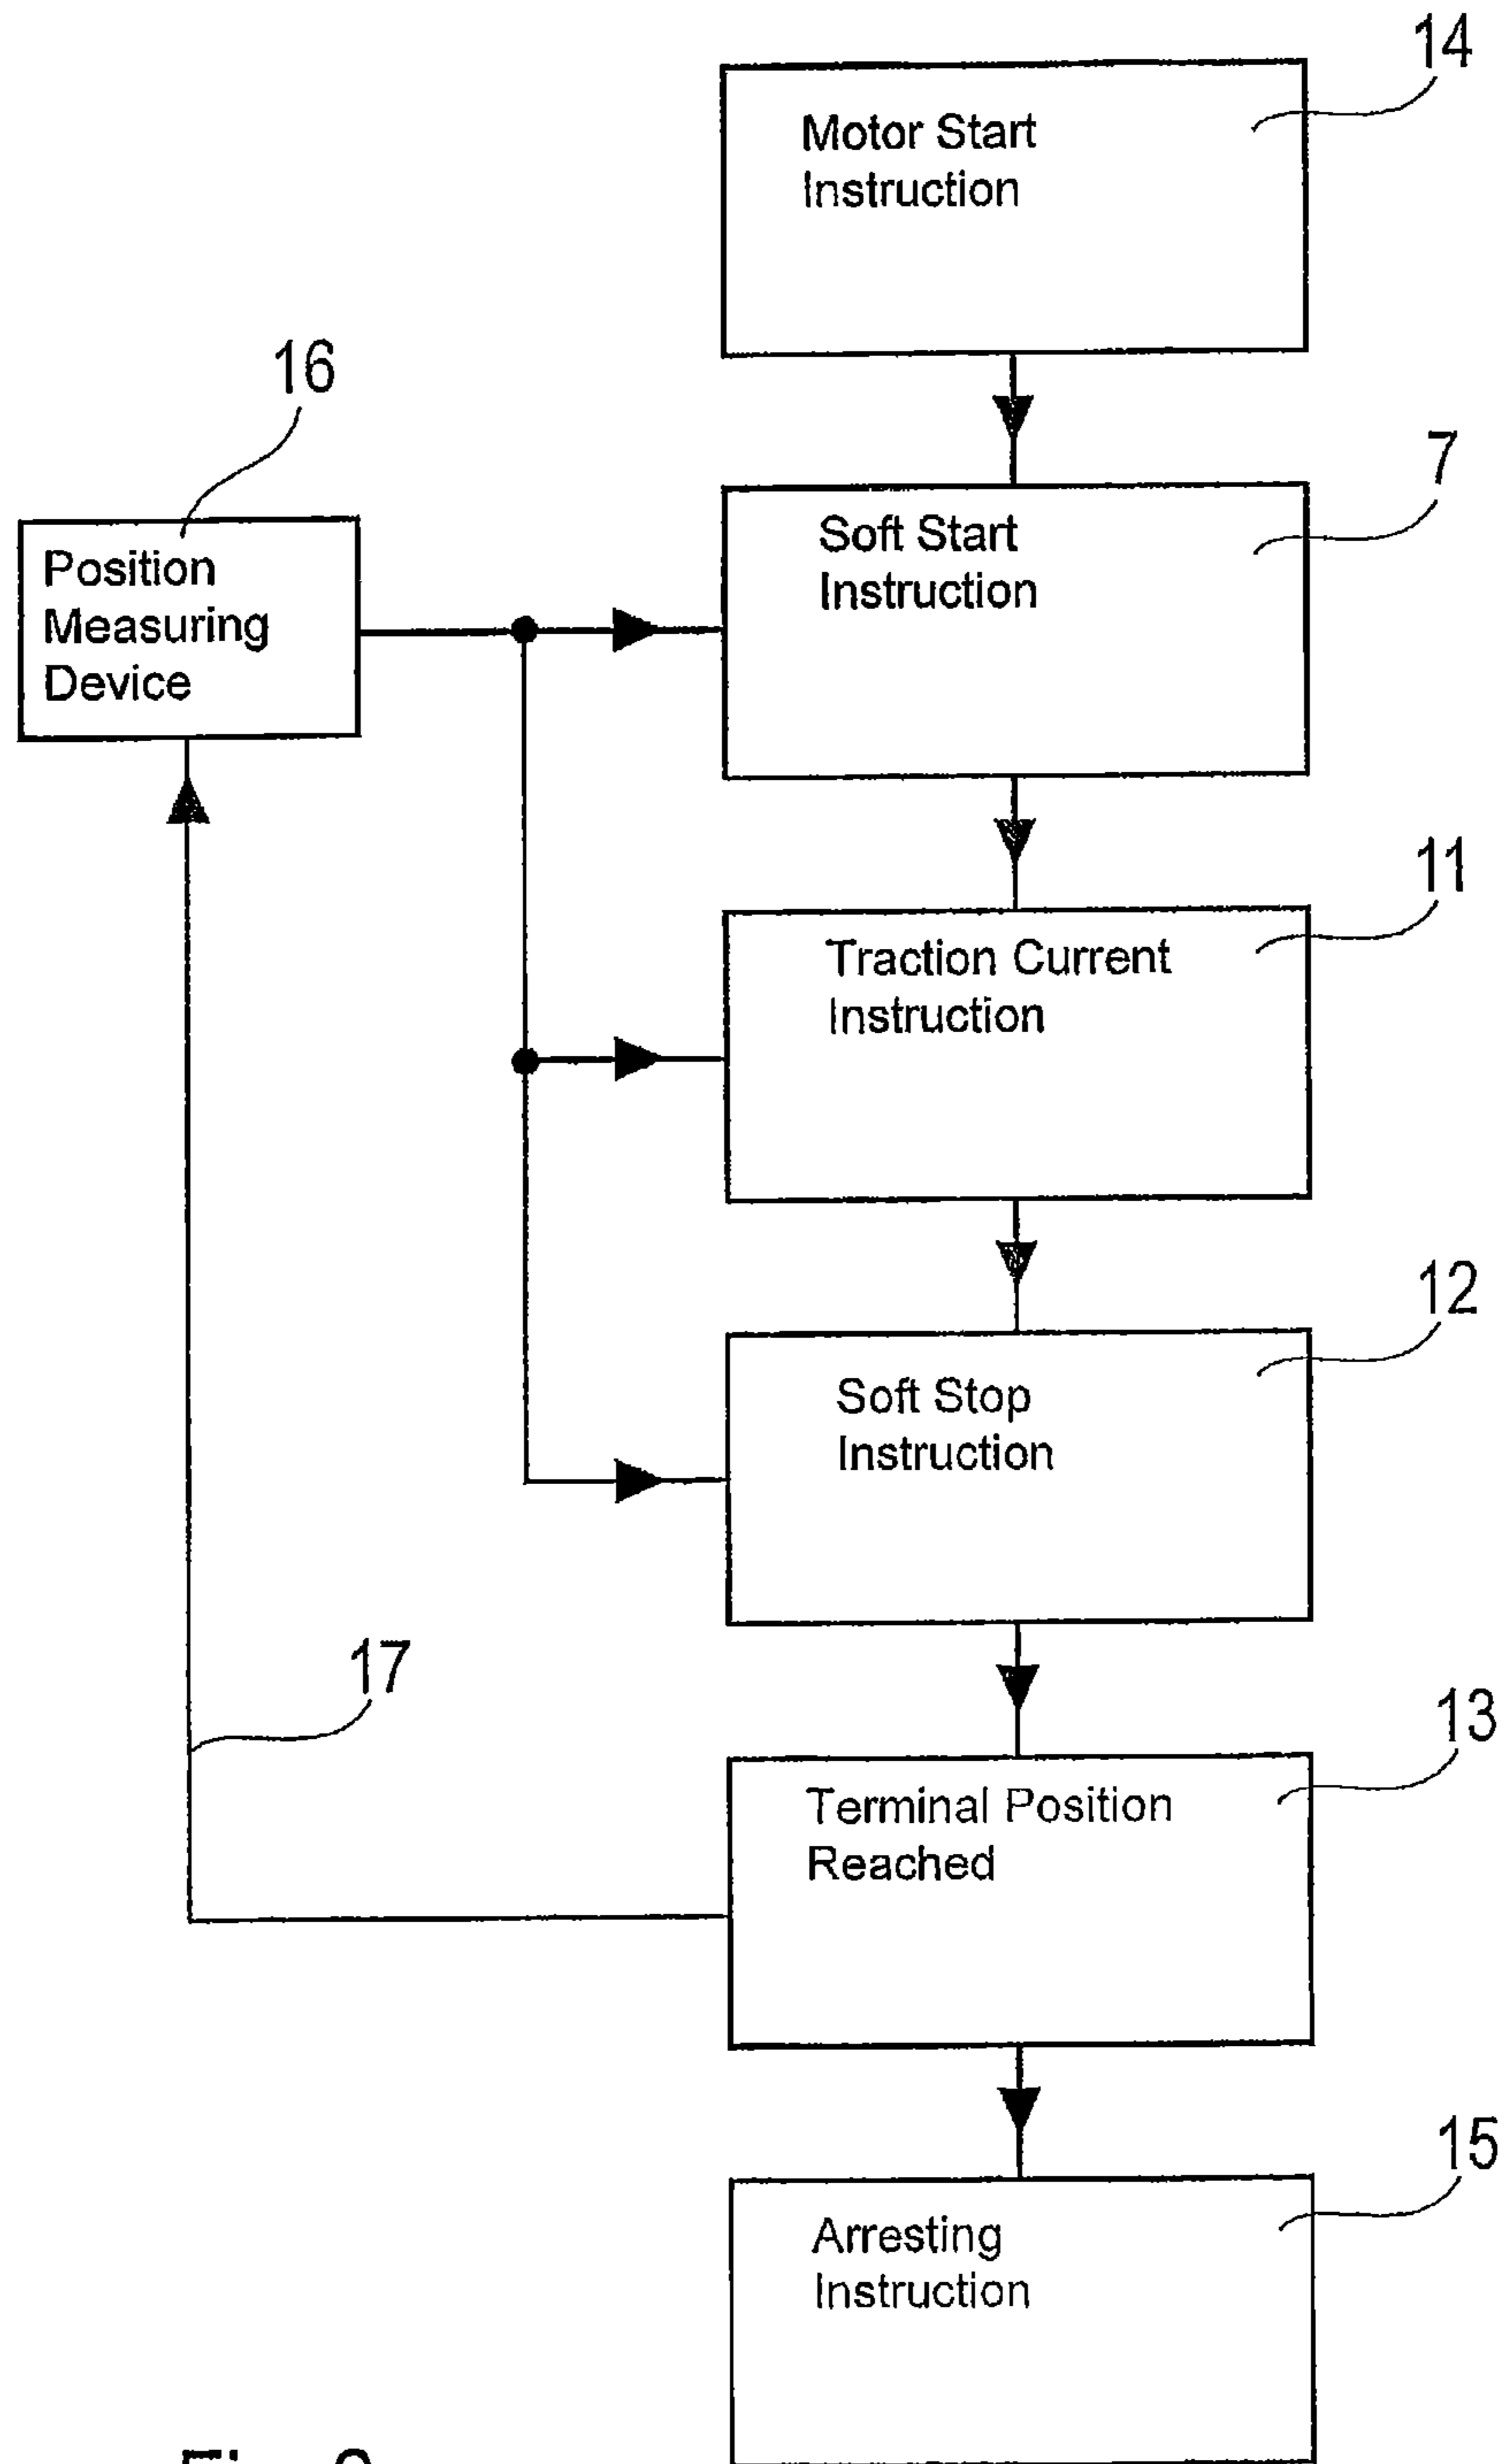 14
Motor Start
Instruction
16
7
Position
Measuring
Device
Soft Start
Instruction
11
Traction Current
Instruction
12
Soft Stop
Instruction
17
13
Terminal Position
Reached
15
Arresting
Instruction